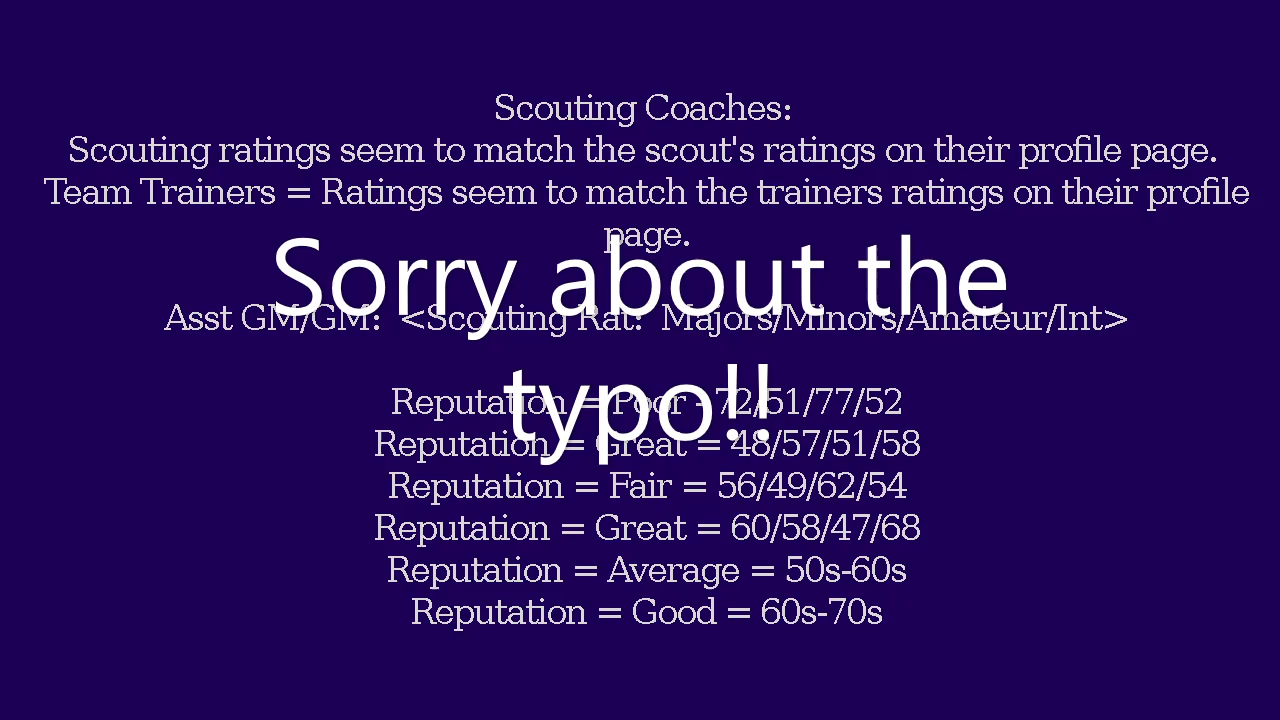 Scouting Coaches:
Scouting ratings seem to match the scout's ratings on their profile page.
Team Trainers = Ratings seem to match the trainers ratings on their profile
page.
Sorry about the
Asst GM/GM:  <Scouting Rat:  Majors/Minors/Amateur/Int>
typo!!
Reputation = Poor - 72/51/77/52
Reputation = Great = 48/57/51/58
Reputation = Fair = 56/49/62/54
Reputation = Great = 60/58/47/68
Reputation = Average = 50s-60s
Reputation = Good = 60s-70s